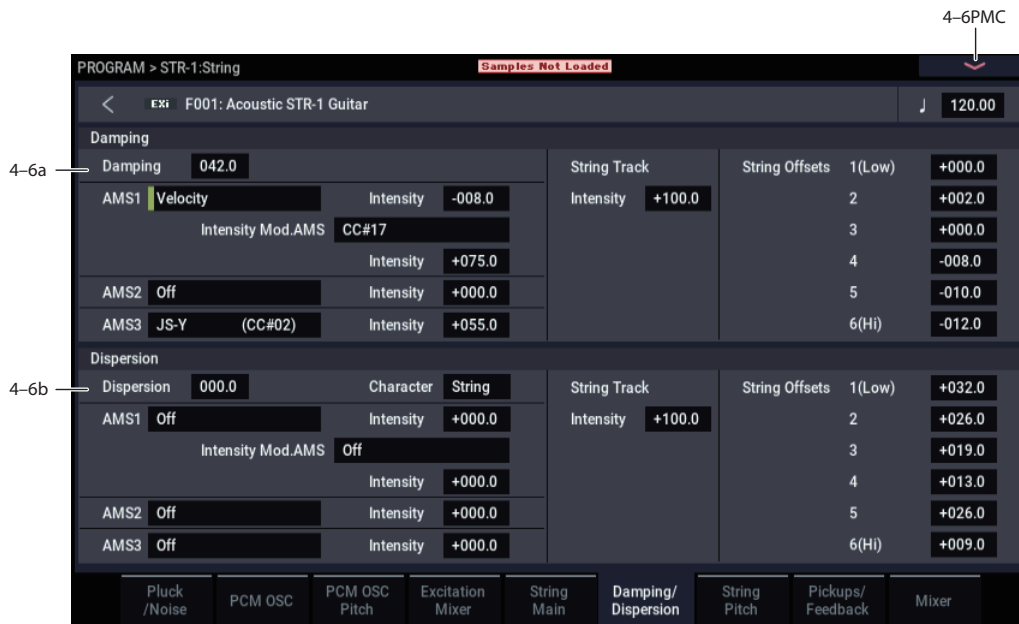 4–6PMC
PROGRAM > STR-1:String
Samples Not Loaded
EXi F001: Acoustic STR-1 Guitar
♩ 120.00
Damping
4–6a
Damping 042.0
String Track
String Offsets 1(Low) +000.0
AMS1 Velocity Intensity -008.0
Intensity +100.0
2 +002.0
Intensity Mod.AMS CC#17
3 +000.0
Intensity +075.0
4 -008.0
AMS2 Off Intensity +000.0
5 -010.0
AMS3 JS-Y (CC#02) Intensity +055.0
6(Hi) -012.0
Dispersion
4–6b
Dispersion 000.0 Character String
String Track
String Offsets 1(Low) +032.0
AMS1 Off Intensity +000.0
Intensity +100.0
2 +026.0
Intensity Mod.AMS Off
3 +019.0
Intensity +000.0
4 +013.0
AMS2 Off Intensity +000.0
5 +026.0
AMS3 Off Intensity +000.0
6(Hi) +009.0
Pluck
/Noise
PCM OSC
PCM OSC
Pitch
Excitation
Mixer
String
Main
Damping/
Dispersion
String
Pitch
Pickups/
Feedback
Mixer